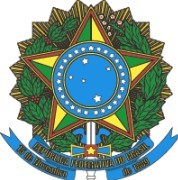 República Federativa do Brasil
15 de Novembro
de 1889